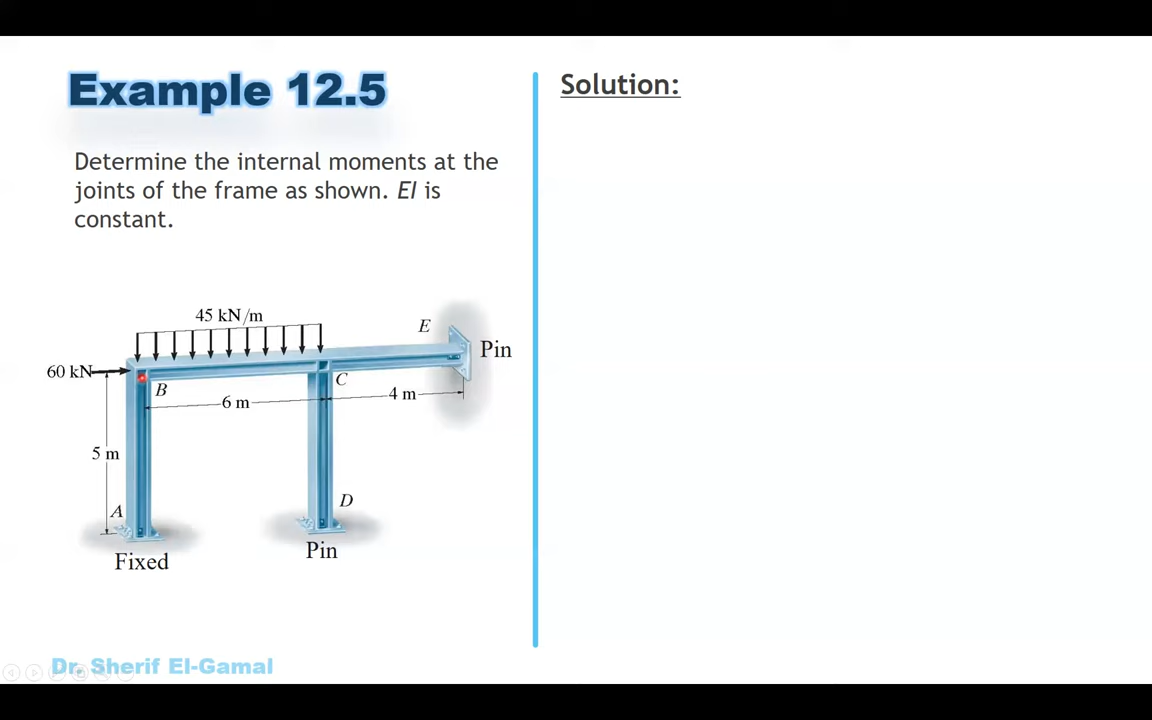 Example 12.5
Determine the internal moments at the
joints of the frame as shown. EI is
constant.
45 kN/m
E
Pin
60 kN
B
C
6 m
4 m
5 m
A
D
Fixed
Pin
Dr. Sherif El-Gamal
Solution: